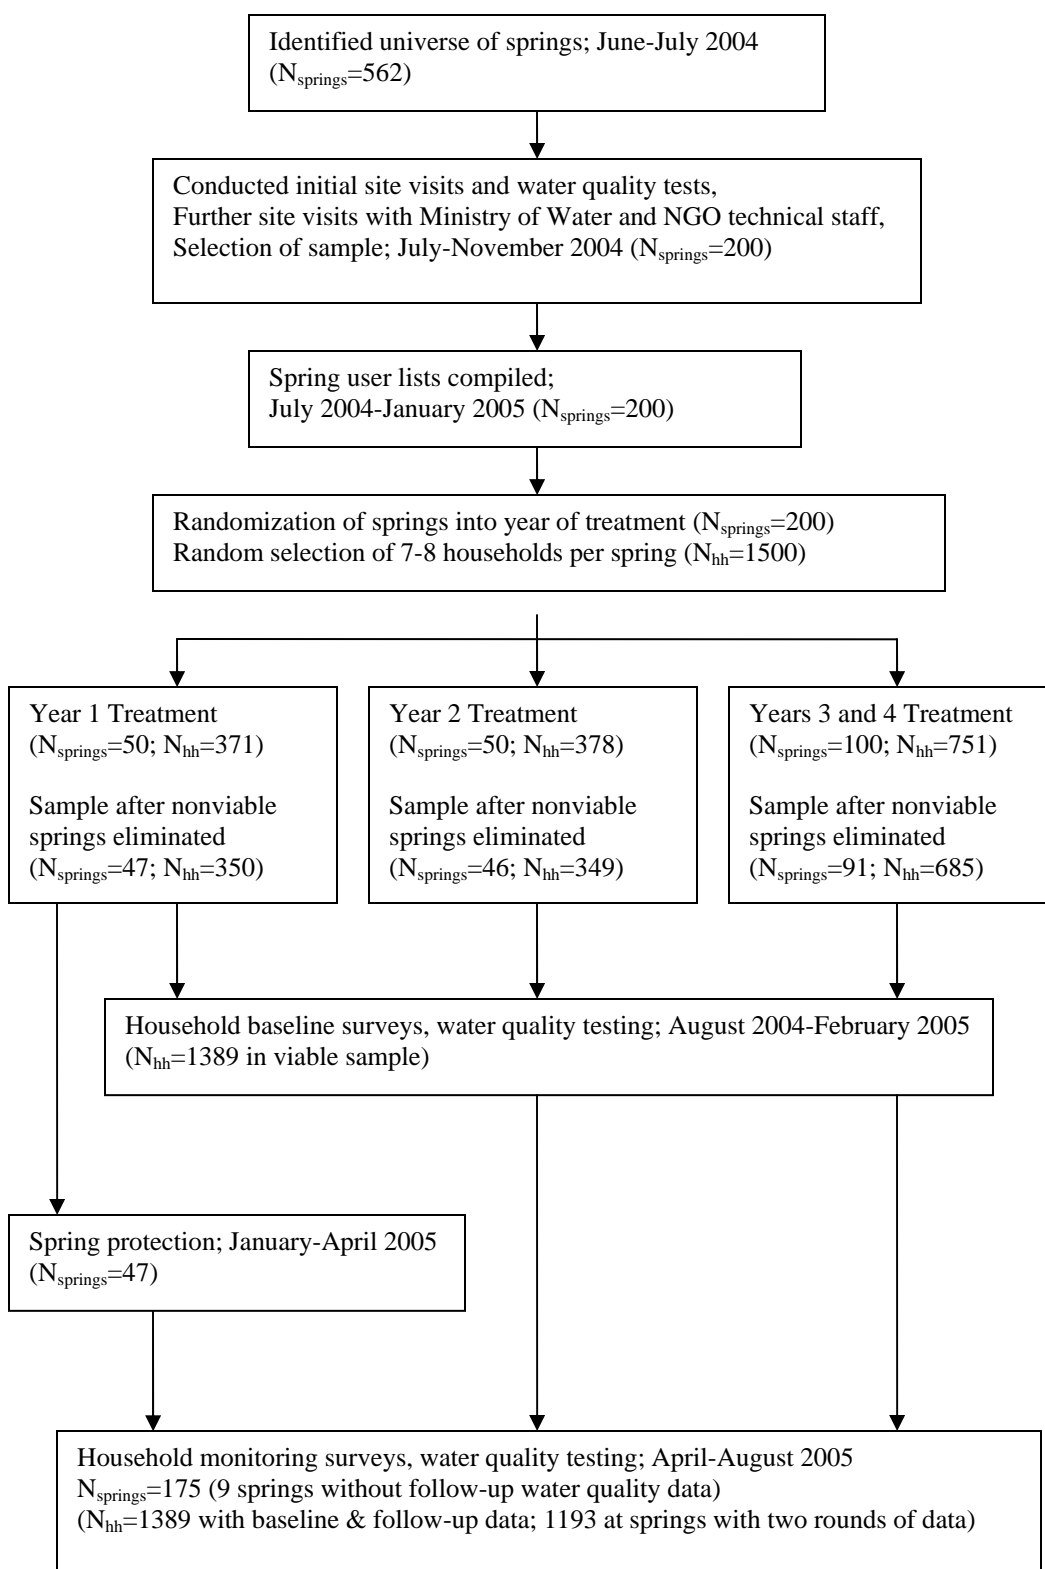 Identified universe of springs; June-July 2004
(Nsprings=562)
Conducted initial site visits and water quality tests,
Further site visits with Ministry of Water and NGO technical staff,
Selection of sample; July-November 2004 (Nsprings=200)
Spring user lists compiled;
July 2004-January 2005 (Nsprings=200)
Randomization of springs into year of treatment (Nsprings=200)
Random selection of 7-8 households per spring (Nhh=1500)
Year 1 Treatment
(Nsprings=50; Nhh=371)
Sample after nonviable
springs eliminated
(Nsprings=47; Nhh=350)
Year 2 Treatment
(Nsprings=50; Nhh=378)
Sample after nonviable
springs eliminated
(Nsprings=46; Nhh=349)
Years 3 and 4 Treatment
(Nsprings=100; Nhh=751)
Sample after nonviable
springs eliminated
(Nsprings=91; Nhh=685)
Household baseline surveys, water quality testing; August 2004-February 2005
(Nhh=1389 in viable sample)
Spring protection; January-April 2005
(Nsprings=47)
Household monitoring surveys, water quality testing; April-August 2005
Nsprings=175 (9 springs without follow-up water quality data)
(Nhh=1389 with baseline & follow-up data; 1193 at springs with two rounds of data)